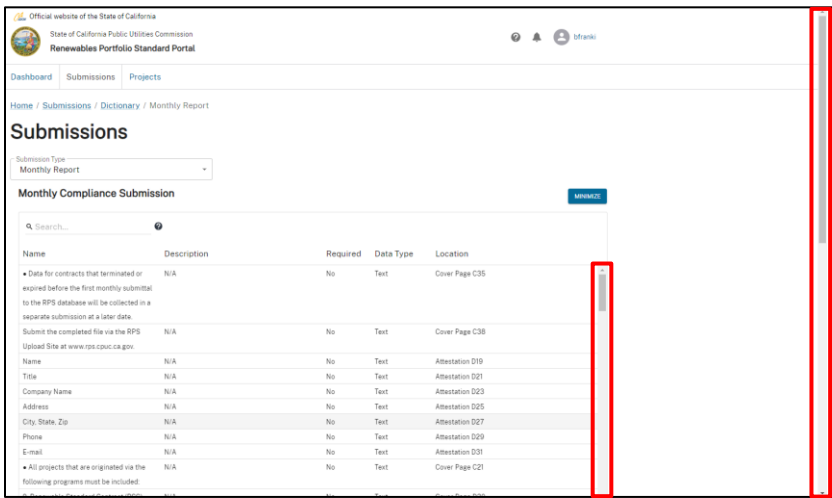 Official website of the State of California
State of California Public Utilities Commission
Renewables Portfolio Standard Portal
bfranki
Dashboard Submissions Projects
Home / Submissions / Dictionary / Monthly Report
Submissions
Submission Type
Monthly Report
Monthly Compliance Submission
MINIMIZE
Search...
Name Description Required Data Type Location
• Data for contracts that terminated or N/A No Text Cover Page C35
expired before the first monthly submittal
to the RPS database will be collected in a
separate submission at a later date.
Submit the completed file via the RPS N/A No Text Cover Page C38
Upload Site at www.rps.cpuc.ca.gov.
Name N/A No Text Attestation D19
Title N/A No Text Attestation D21
Company Name N/A No Text Attestation D23
Address N/A No Text Attestation D25
City, State, Zip N/A No Text Attestation D27
Phone N/A No Text Attestation D29
E-mail N/A No Text Attestation D31
• All projects that are originated via the N/A No Text Cover Page C21
following programs must be included: